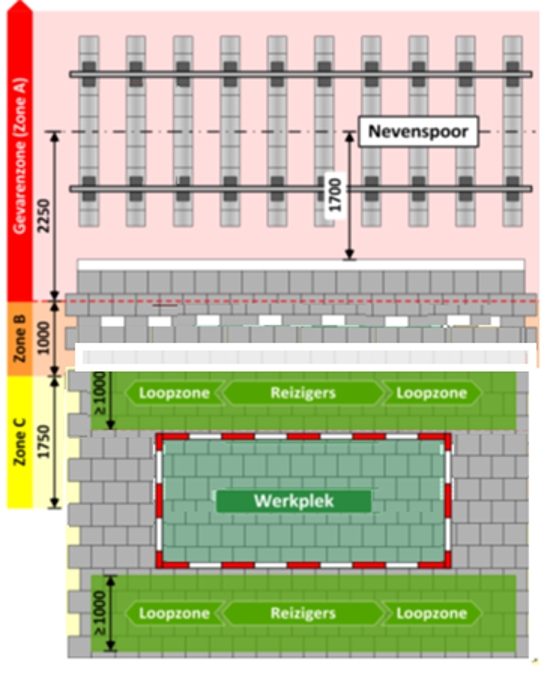 Gevarenzone (Zone A)
2250
Nevenspoor
1700
Zone B
1000
Zone C
1750
≥1000
Loopzone
Reizigers
Loopzone
Werkplek
≥1000
Loopzone
Reizigers
Loopzone